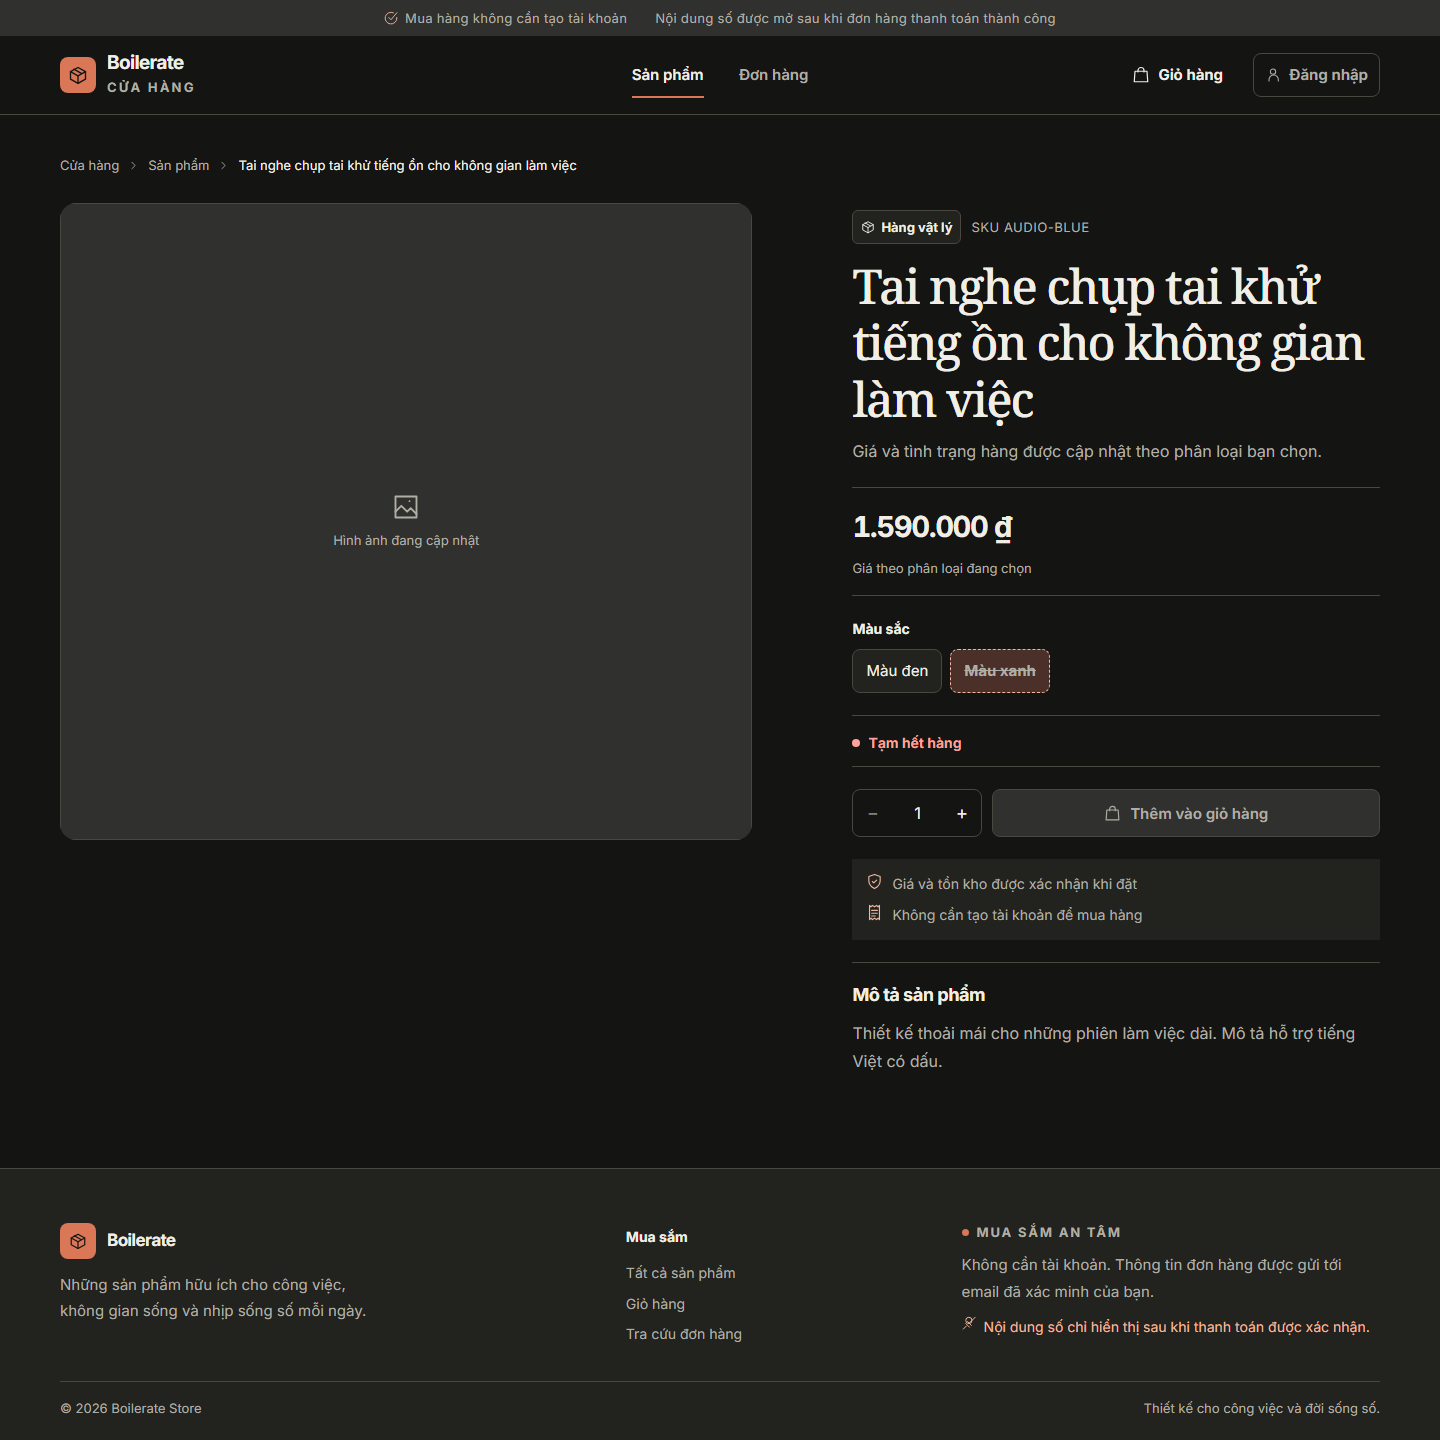 Mua hàng không cần tạo tài khoản
Nội dung số được mở sau khi đơn hàng thanh toán thành công
Boilerate
CỬA HÀNG
Sản phẩm
Đơn hàng
Giỏ hàng
Đăng nhập
Cửa hàng
Sản phẩm
Tai nghe chụp tai khử tiếng ồn cho không gian làm việc
Hình ảnh đang cập nhật
Hàng vật lý
SKU AUDIO-BLUE
Tai nghe chụp tai khử
tiếng ồn cho không gian
làm việc
Giá và tình trạng hàng được cập nhật theo phân loại bạn chọn.
1.590.000 ₫
Giá theo phân loại đang chọn
Màu sắc
Màu đen
Màu xanh
Tạm hết hàng
− 1 +
Thêm vào giỏ hàng
Giá và tồn kho được xác nhận khi đặt
Không cần tạo tài khoản để mua hàng
Mô tả sản phẩm
Thiết kế thoải mái cho những phiên làm việc dài. Mô tả hỗ trợ tiếng
Việt có dấu.
Boilerate
Những sản phẩm hữu ích cho công việc,
không gian sống và nhịp sống số mỗi ngày.
Mua sắm
Tất cả sản phẩm
Giỏ hàng
Tra cứu đơn hàng
MUA SẮM AN TÂM
Không cần tài khoản. Thông tin đơn hàng được gửi tới
email đã xác minh của bạn.
Nội dung số chỉ hiển thị sau khi thanh toán được xác nhận.
© 2026 Boilerate Store
Thiết kế cho công việc và đời sống số.